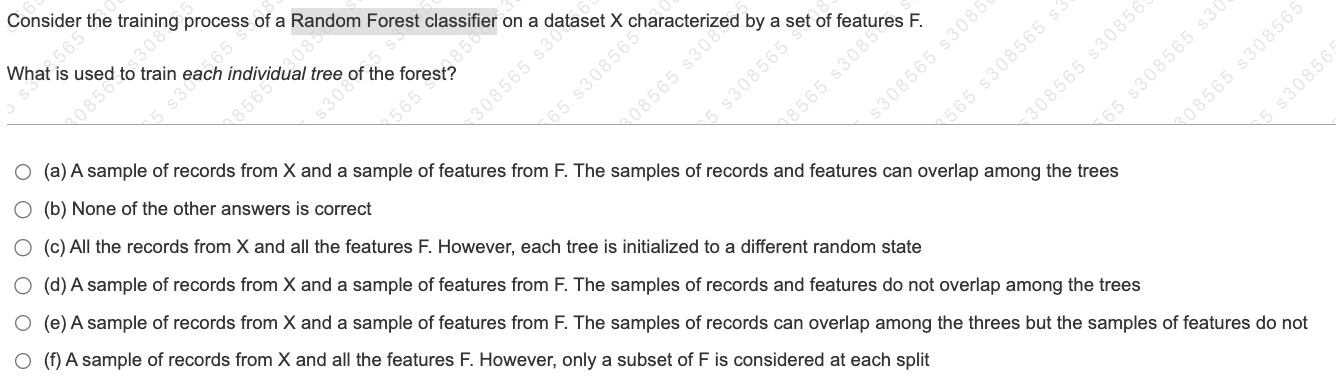 Consider the training process of a Random Forest classifier on a dataset X characterized by a set of features F.
What is used to train each individual tree of the forest?
(a) A sample of records from X and a sample of features from F. The samples of records and features can overlap among the trees
(b) None of the other answers is correct
(c) All the records from X and all the features F. However, each tree is initialized to a different random state
(d) A sample of records from X and a sample of features from F. The samples of records and features do not overlap among the trees
(e) A sample of records from X and a sample of features from F. The samples of records can overlap among the threes but the samples of features do not
(f) A sample of records from X and all the features F. However, only a subset of F is considered at each split